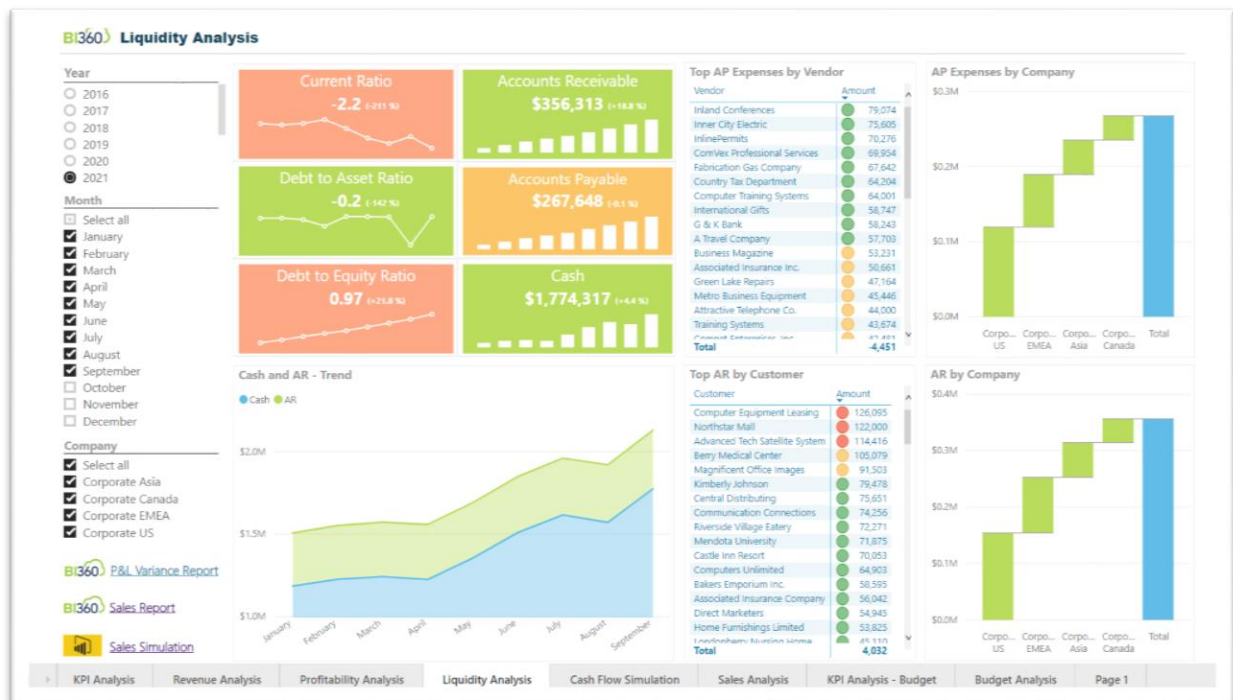 BI360 Liquidity Analysis
Year
2016
2017
2018
2019
2020
2021
Month
Select all
January
February
March
April
May
June
July
August
September
October
November
December
Company
Select all
Corporate Asia
Corporate Canada
Corporate EMEA
Corporate US
BI360 P&L Variance Report
BI360 Sales Report
Sales Simulation
Current Ratio
-2.2 (-211 %)
Accounts Receivable
$356,313 (+18.8 %)
Debt to Asset Ratio
-0.2 (-142 %)
Accounts Payable
$267,648 (-0.1 %)
Debt to Equity Ratio
0.97 (+21.8 %)
Cash
$1,774,317 (+4.4 %)
Cash and AR - Trend
Cash AR
$2.0M
$1.5M
$1.0M
January February March April May June July August September
Top AP Expenses by Vendor
Vendor Amount
Inland Conferences 79,074
Inner City Electric 75,605
InlinePermits 70,276
ComVex Professional Services 69,954
Fabrication Gas Company 67,642
Country Tax Department 64,204
Computer Training Systems 64,001
International Gifts 58,747
G & K Bank 58,243
A Travel Company 57,703
Business Magazine 53,231
Associated Insurance Inc. 50,661
Green Lake Repairs 47,164
Metro Business Equipment 45,446
Attractive Telephone Co. 44,000
Training Systems 43,674
Total -4,451
Top AR by Customer
Customer Amount
Computer Equipment Leasing 126,095
Northstar Mall 122,000
Advanced Tech Satellite System 114,416
Berry Medical Center 105,079
Magnificent Office Images 91,503
Kimberly Johnson 79,478
Central Distributing 75,651
Communication Connections 74,256
Riverside Village Eatery 72,271
Mendota University 71,875
Castle Inn Resort 70,053
Computers Unlimited 64,903
Bakers Emporium Inc. 58,595
Associated Insurance Company 56,042
Direct Marketers 54,945
Home Furnishings Limited 53,825
Londonberry Nursing Home 45,110
Total 4,032
AP Expenses by Company
$0.3M
$0.2M
$0.1M
$0.0M
Corpo... Corpo... Corpo... Corpo... Total
US EMEA Asia Canada
AR by Company
$0.4M
$0.3M
$0.2M
$0.1M
$0.0M
Corpo... Corpo... Corpo... Corpo... Total
US EMEA Asia Canada
KPI Analysis Revenue Analysis Profitability Analysis Liquidity Analysis Cash Flow Simulation Sales Analysis KPI Analysis - Budget Budget Analysis Page 1